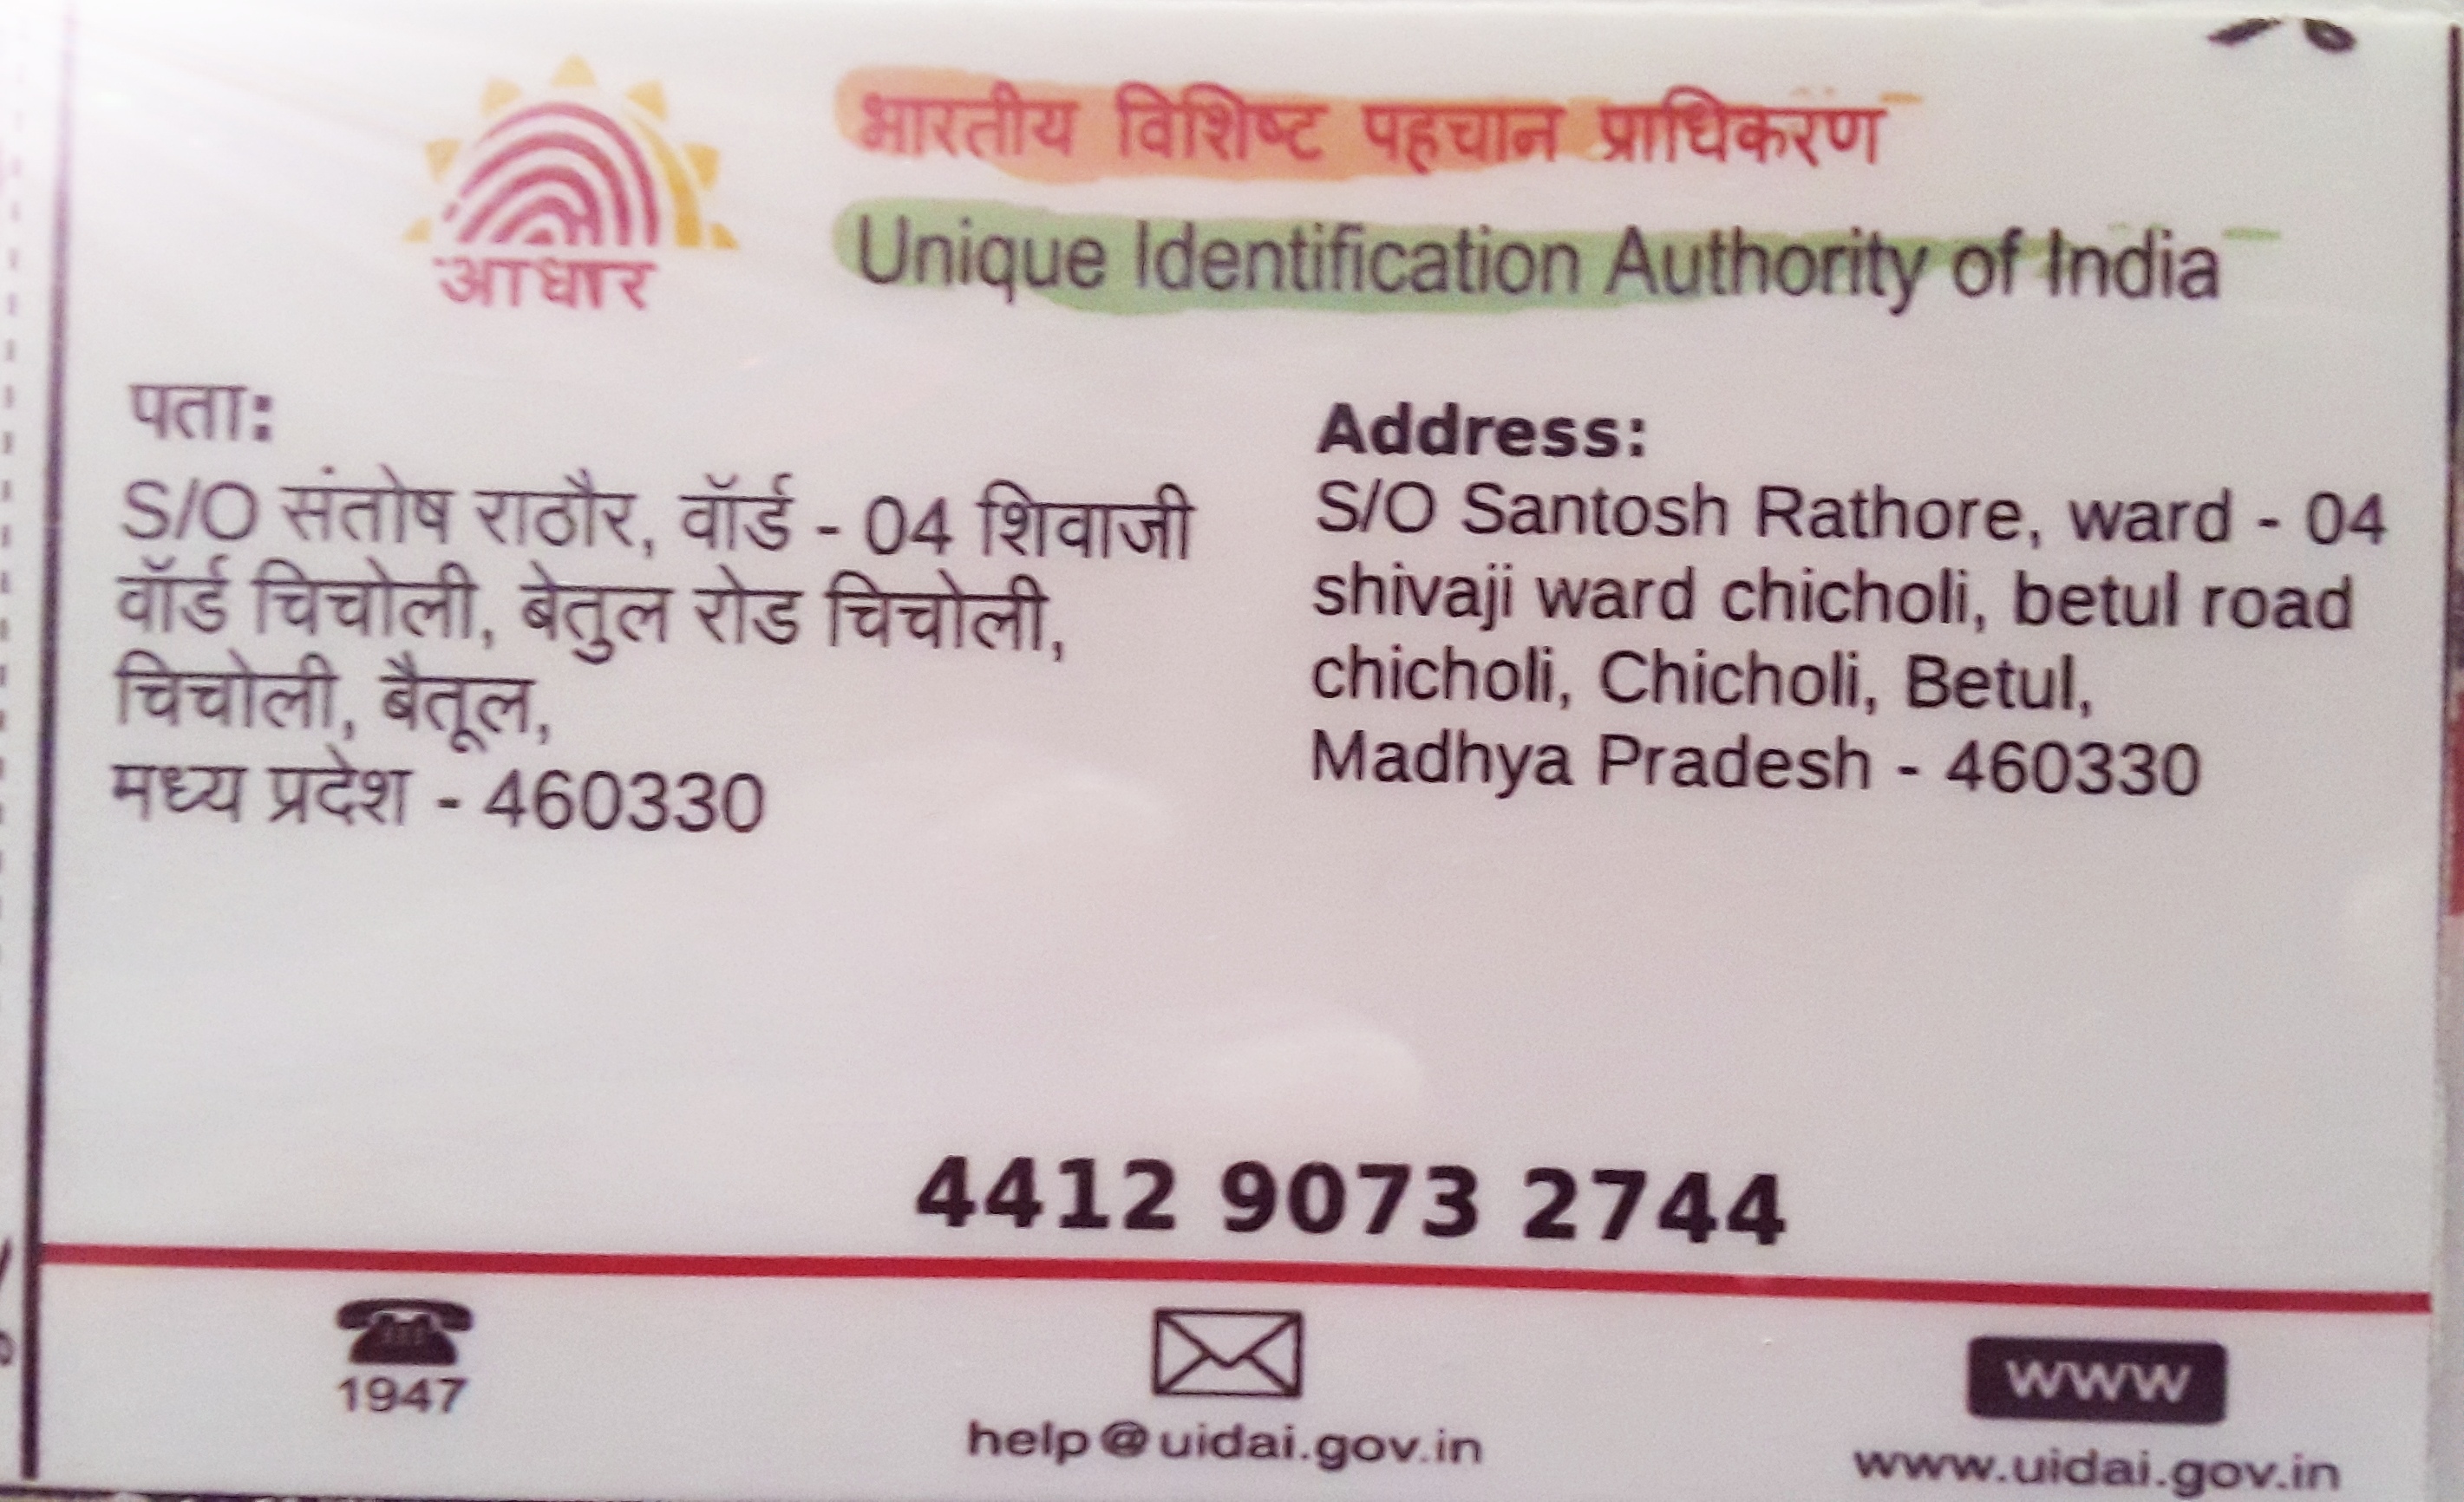 भारतीय विशिष्ट पहचान प्राधिकरण
Unique Identification Authority of India
आधार
पता:
S/O संतोष राठौर, वॉर्ड - 04 शिवाजी
वॉर्ड चिचोली, बेतुल रोड चिचोली,
चिचोली, बैतूल,
मध्य प्रदेश - 460330
Address:
S/O Santosh Rathore, ward - 04
shivaji ward chicholi, betul road
chicholi, Chicholi, Betul,
Madhya Pradesh - 460330
4412 9073 2744
1947
help@uidai.gov.in
www
www.uidai.gov.in